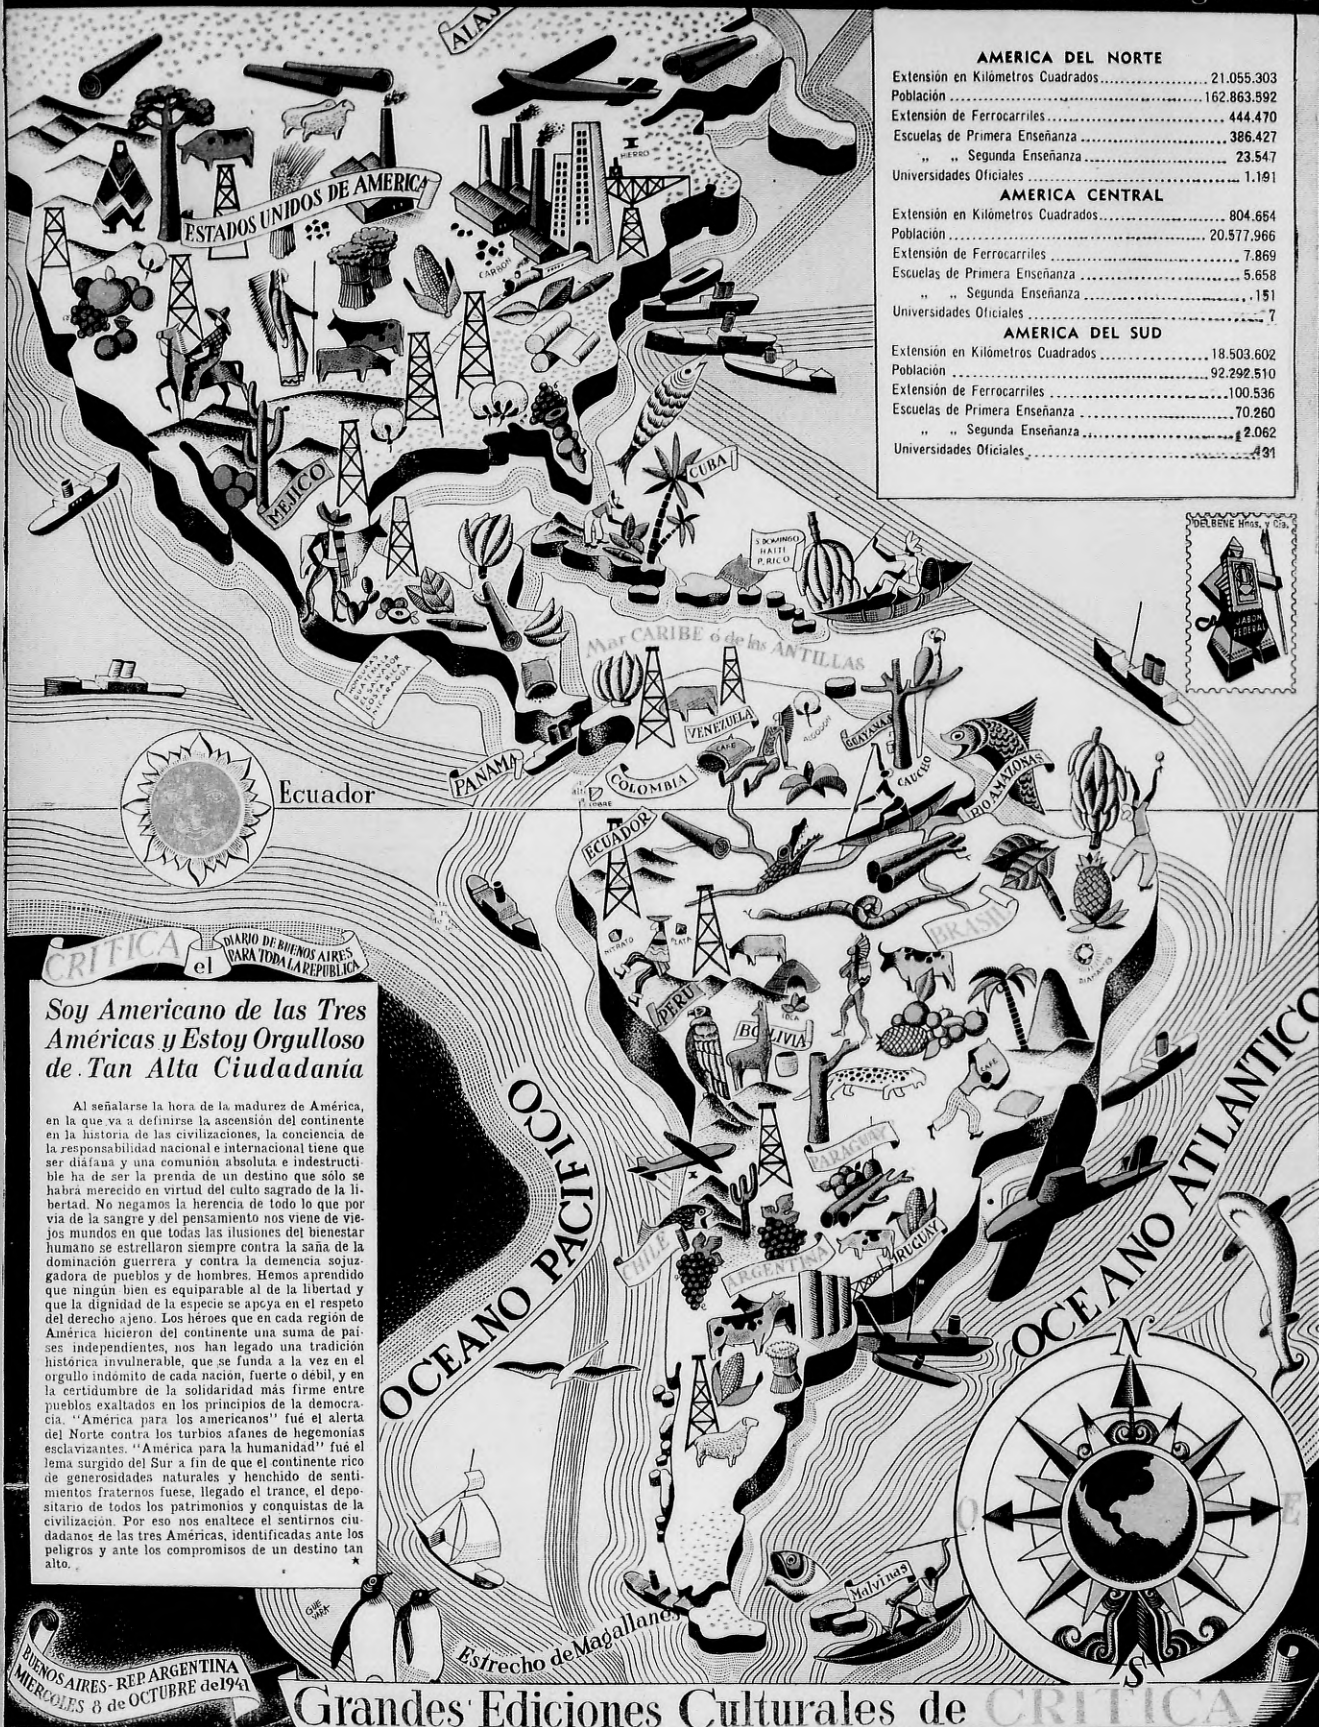 AMERICA DEL NORTE
Extensión en Kilómetros Cuadrados.................. 21.055.303
Población .......................................... 162.863.592
Extensión de Ferrocarriles......................... 444.470
Escuelas de Primera Enseñanza ................... 386.427
„ „ Segunda Enseñanza ....................... 23.547
Universidades Oficiales ............................ 1.191
AMERICA CENTRAL
Extensión en Kilómetros Cuadrados.................. 804.654
Población .......................................... 20.577.966
Extensión de Ferrocarriles ........................ 7.869
Escuelas de Primera Enseñanza ................... 5.658
„ „ Segunda Enseñanza ....................... 151
Universidades Oficiales ............................ 7
AMERICA DEL SUD
Extensión en Kilómetros Cuadrados .................. 18.503.602
Población .......................................... 92.292.510
Extensión de Ferrocarriles ........................ 100.536
Escuelas de Primera Enseñanza ................... 70.260
„ „ Segunda Enseñanza ....................... 2.062
Universidades Oficiales
DELBENE Hnos. y Cía.
JABON
FEDERAL
ESTADOS UNIDOS DE AMERICA
HIERRO
CARBON
MEJICO
CUBA
S. DOMINGO
HAITI
P. RICO
Mar CARIBE ó de las ANTILLAS
HONDURAS
GUATEMALA
EL SALVADOR
COSTA RICA
NICARAGUA
PANAMA
VENEZUELA
CAFE
ALGODON
GUAYANAS
CAUCHO
COLOMBIA
COBRE
RIO AMAZONAS
Ecuador
ECUADOR
NITRATO
PLATA
BRASIL
DIAMANTES
PERU
BOLIVIA
CAFE
PARAGUAY
CHILE
ARGENTINA
URUGUAY
OCEANO PACIFICO
OCEANO ATLANTICO
CRITICA
el
DIARIO DE BUENOS AIRES
PARA TODA LA REPUBLICA
Soy Americano de las Tres
Américas y Estoy Orgulloso
de Tan Alta Ciudadanía
Al señalarse la hora de la madurez de América,
en la que va a definirse la ascensión del continente
en la historia de las civilizaciones, la conciencia de
la responsabilidad nacional e internacional tiene que
ser diáfana y una comunión absoluta e indestructi-
ble ha de ser la prenda de un destino que sólo se
habrá merecido en virtud del culto sagrado de la li-
bertad. No negamos la herencia de todo lo que por
vía de la sangre y del pensamiento nos viene de vie-
jos mundos en que todas las ilusiones del bienestar
humano se estrellaron siempre contra la saña de la
dominación guerrera y contra la demencia sojuz-
gadora de pueblos y de hombres. Hemos aprendido
que ningún bien es equiparable al de la libertad y
que la dignidad de la especie se apoya en el respeto
del derecho ajeno. Los héroes que en cada región de
América hicieron del continente una suma de paí-
ses independientes, nos han legado una tradición
histórica invulnerable, que se funda a la vez en el
orgullo indómito de cada nación, fuerte o débil, y en
la certidumbre de la solidaridad más firme entre
pueblos exaltados en los principios de la democra-
cia. "América para los americanos" fué el alerta
del Norte contra los turbios afanes de hegemonías
esclavizantes. "América para la humanidad" fué el
lema surgido del Sur a fin de que el continente rico
de generosidades naturales y henchido de senti-
mientos fraternos fuese, llegado el trance, el depo-
sitario de todos los patrimonios y conquistas de la
civilización. Por eso nos enaltece el sentirnos ciu-
dadanos de las tres Américas, identificadas ante los
peligros y ante los compromisos de un destino tan
alto.
GUE
VARA
Malvinas
Estrecho de Magallanes
N
O
E
S
BUENOS AIRES - REP. ARGENTINA
MIERCOLES 8 de OCTUBRE de 1941
Grandes Ediciones Culturales de CRITICA